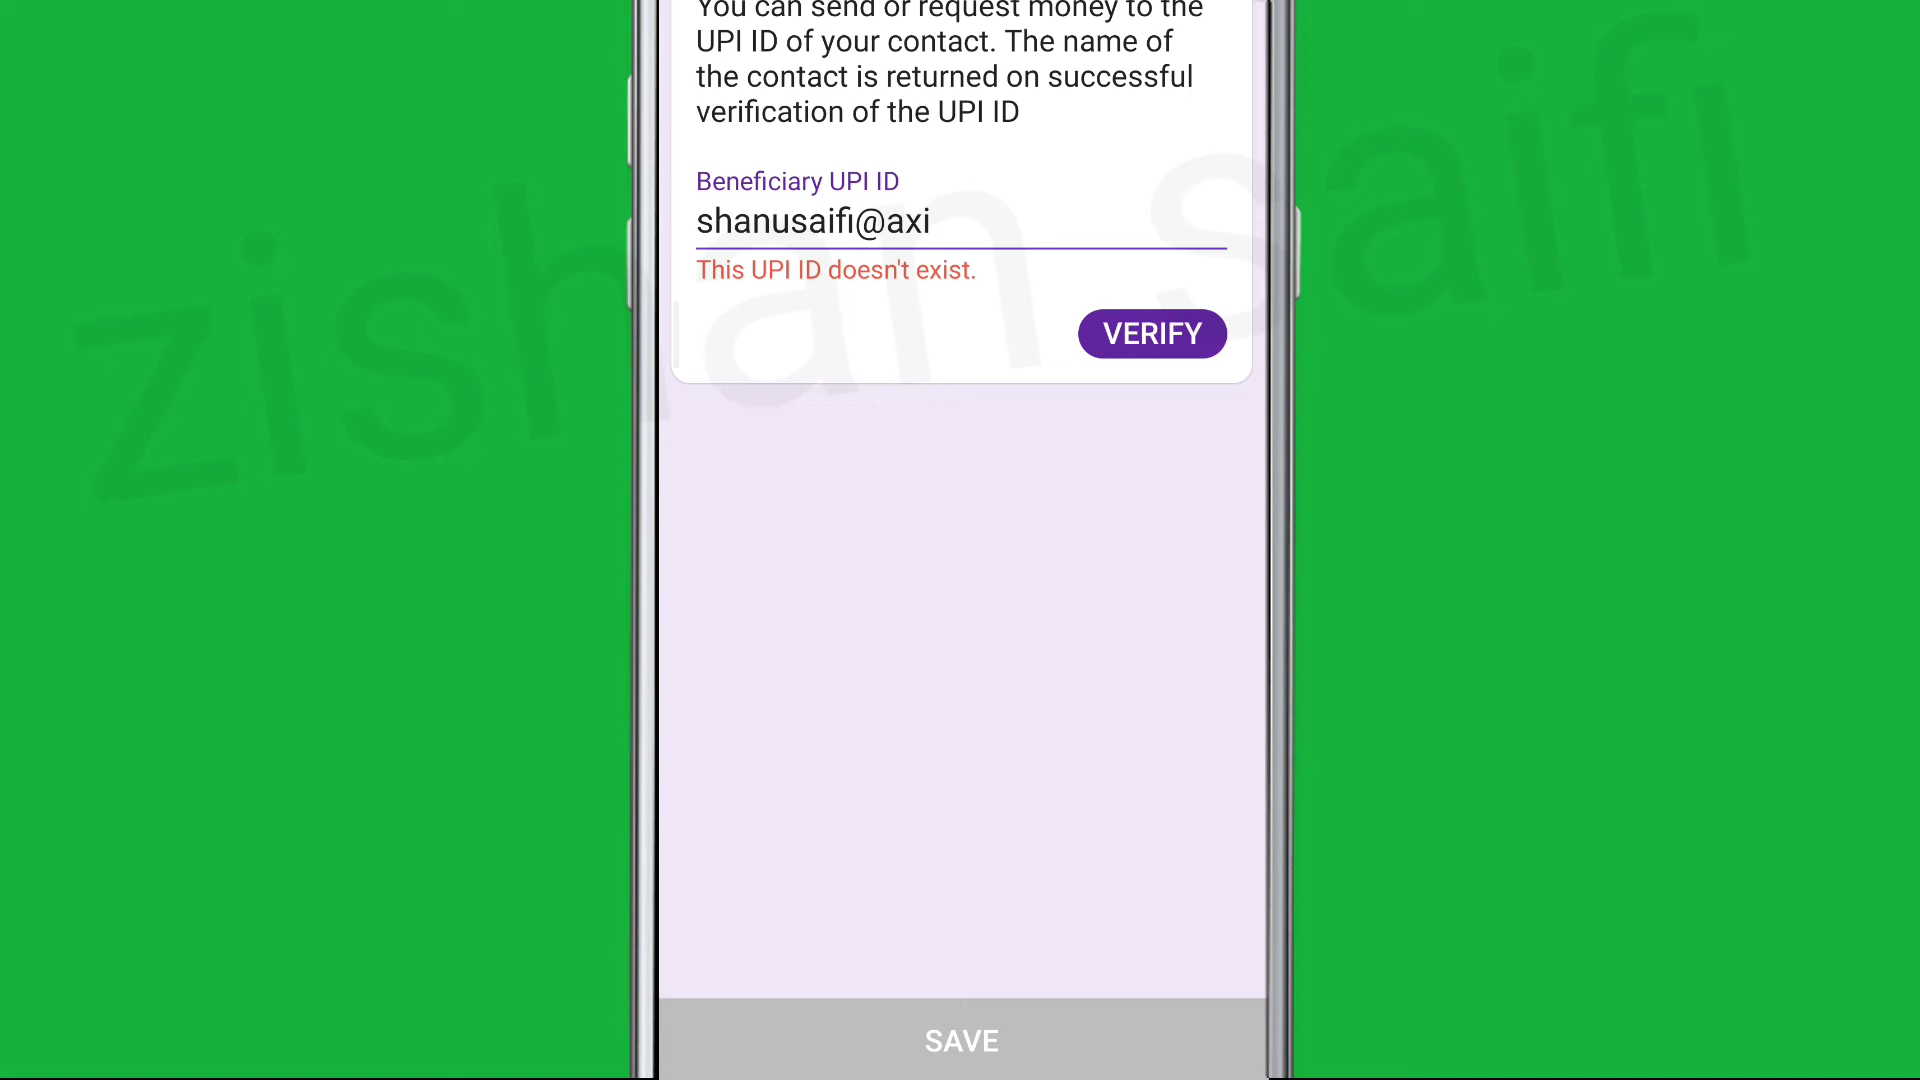 You can send or request money to the
UPI ID of your contact. The name of
the contact is returned on successful
verification of the UPI ID
Beneficiary UPI ID
shanusaifi@axi
This UPI ID doesn't exist.
VERIFY
zishan saifi
SAVE